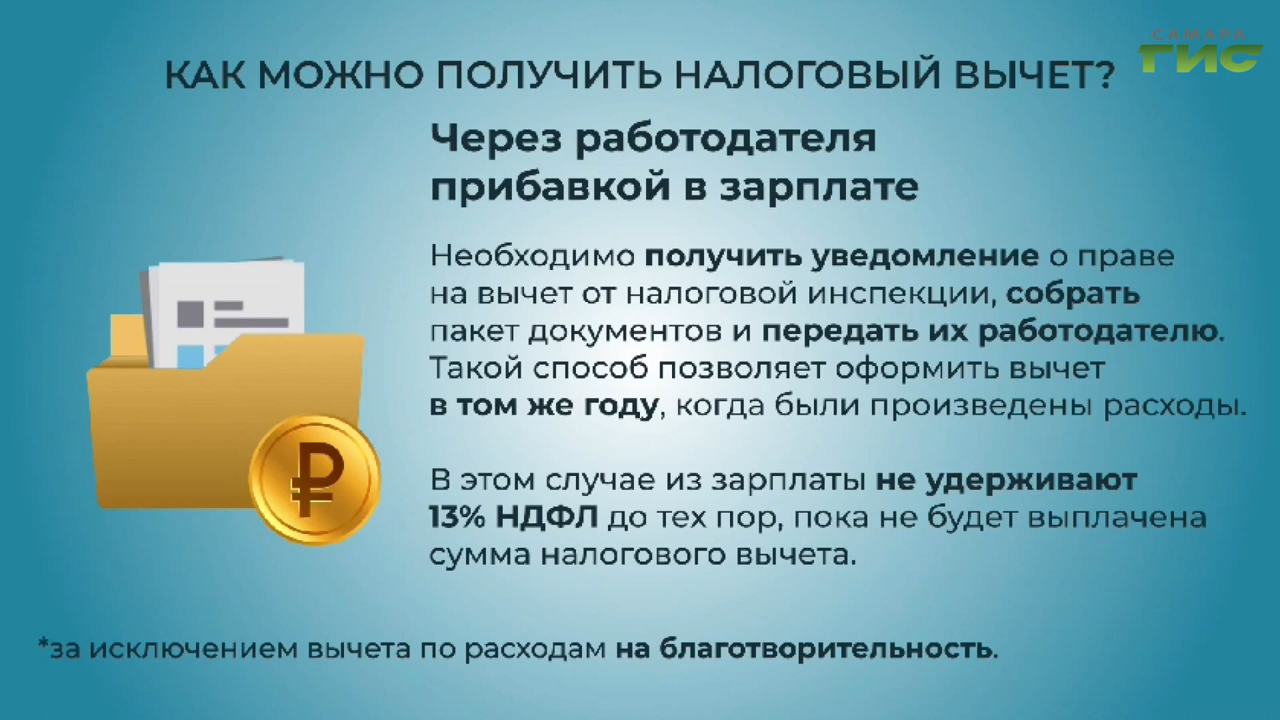 САМАРА
ГИС
КАК МОЖНО ПОЛУЧИТЬ НАЛОГОВЫЙ ВЫЧЕТ?
Через работодателя
прибавкой в зарплате
Необходимо получить уведомление о праве
на вычет от налоговой инспекции, собрать
пакет документов и передать их работодателю.
Такой способ позволяет оформить вычет
в том же году, когда были произведены расходы.
В этом случае из зарплаты не удерживают
13% НДФЛ до тех пор, пока не будет выплачена
сумма налогового вычета.
*за исключением вычета по расходам на благотворительность.